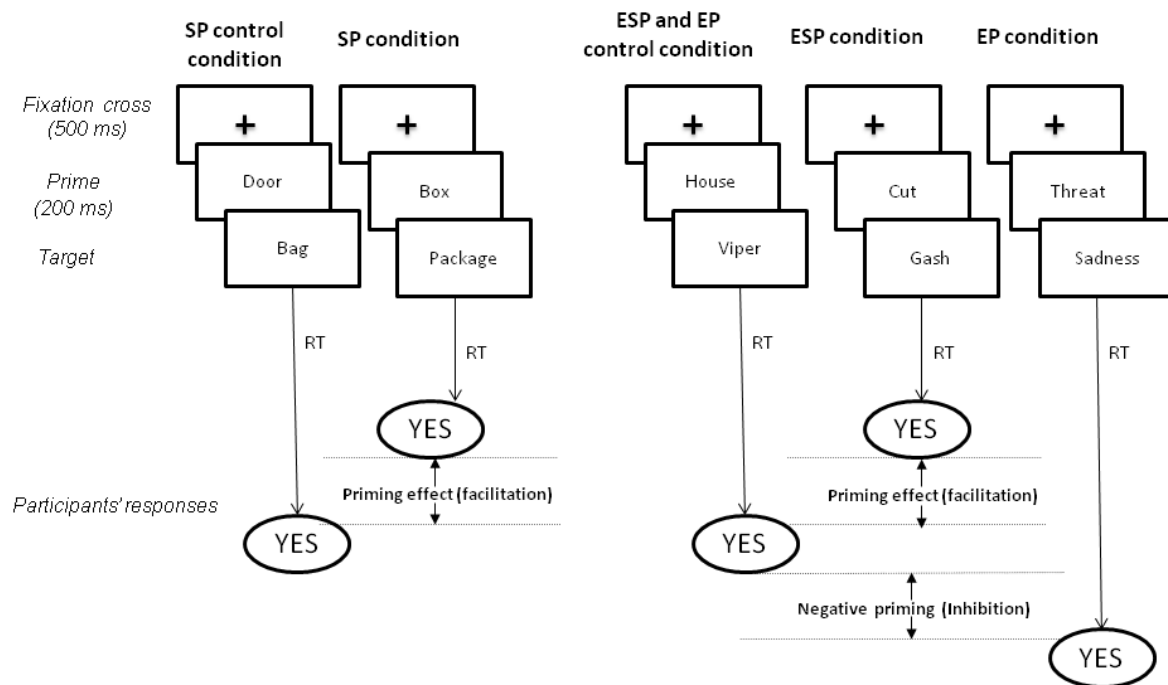 SP control
condition
SP condition
ESP and EP
control condition
ESP condition
EP condition
Fixation cross
(500 ms)
+
+
+
+
+
Prime
(200 ms)
Door
Box
House
Cut
Threat
Target
Bag
Package
Viper
Gash
Sadness
RT
RT
RT
RT
RT
YES
YES
Priming effect (facilitation)
Priming effect (facilitation)
Participants' responses
YES
YES
Negative priming (Inhibition)
YES